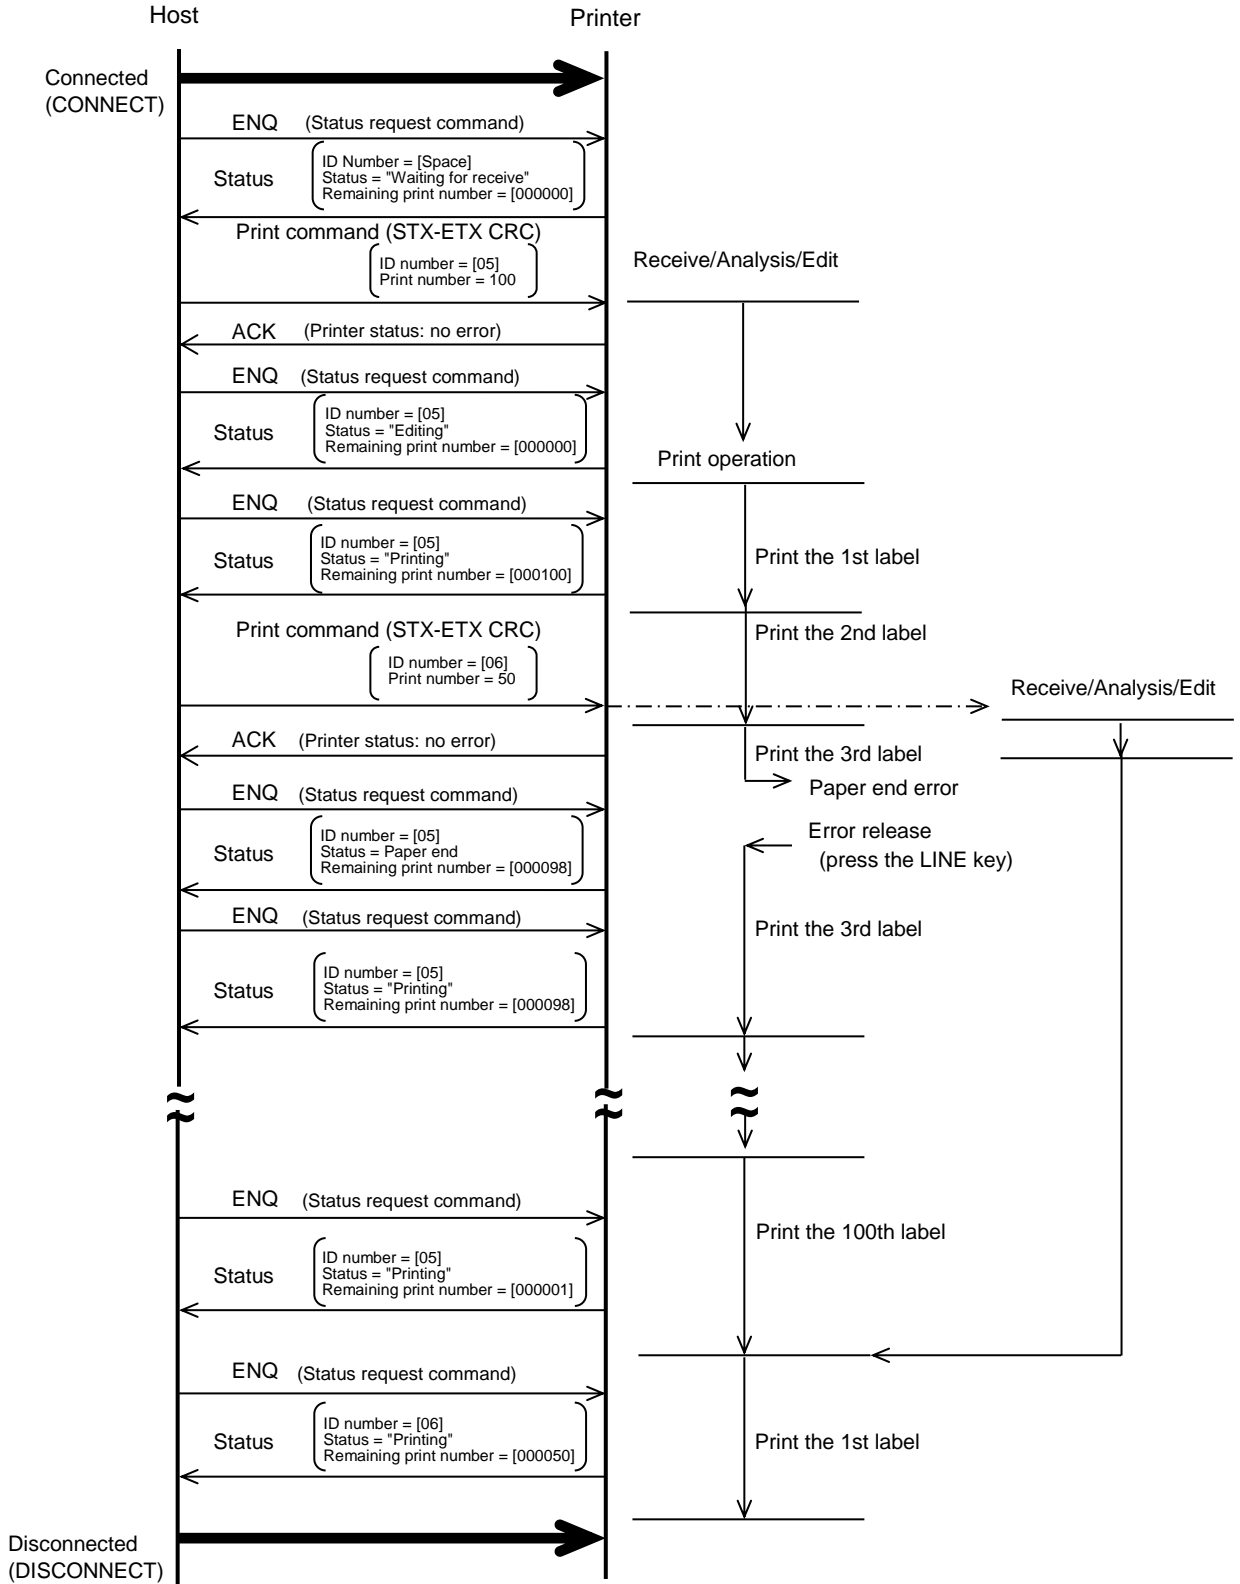 Host
Printer
Connected
(CONNECT)
ENQ (Status request command)
Status
ID Number = [Space]
Status = "Waiting for receive"
Remaining print number = [000000]
Print command (STX-ETX CRC)
ID number = [05]
Print number = 100
Receive/Analysis/Edit
ACK (Printer status: no error)
ENQ (Status request command)
Status
ID number = [05]
Status = "Editing"
Remaining print number = [000000]
Print operation
ENQ (Status request command)
Status
ID number = [05]
Status = "Printing"
Remaining print number = [000100]
Print the 1st label
Print command (STX-ETX CRC)
Print the 2nd label
ID number = [06]
Print number = 50
Receive/Analysis/Edit
ACK (Printer status: no error)
Print the 3rd label
Paper end error
ENQ (Status request command)
Status
ID number = [05]
Status = Paper end
Remaining print number = [000098]
Error release
(press the LINE key)
ENQ (Status request command)
Print the 3rd label
Status
ID number = [05]
Status = "Printing"
Remaining print number = [000098]
ENQ (Status request command)
Print the 100th label
Status
ID number = [05]
Status = "Printing"
Remaining print number = [000001]
ENQ (Status request command)
Status
ID number = [06]
Status = "Printing"
Remaining print number = [000050]
Print the 1st label
Disconnected
(DISCONNECT)